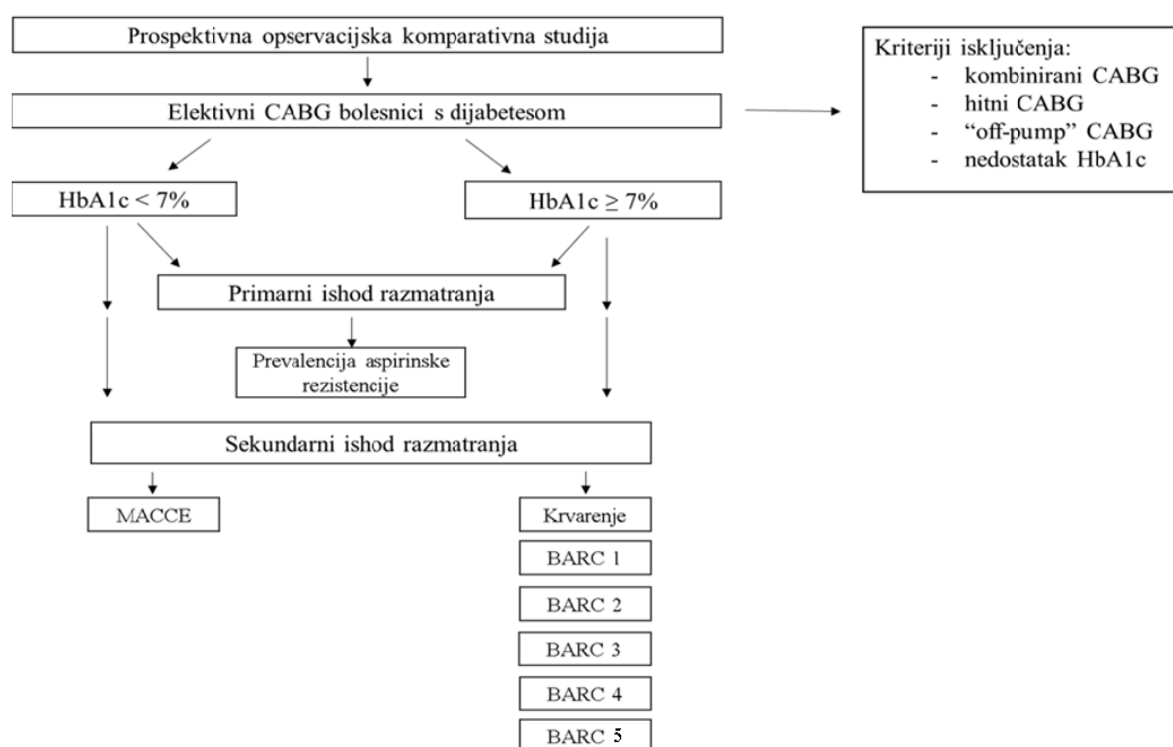 Prospektivna opservacijska komparativna studija
Elektivni CABG bolesnici s dijabetesom
Kriteriji isključenja:
- kombinirani CABG
- hitni CABG
- “off-pump” CABG
- nedostatak HbA1c
HbA1c < 7%
HbA1c ≥ 7%
Primarni ishod razmatranja
Prevalencija aspirinske
rezistencije
Sekundarni ishod razmatranja
MACCE
Krvarenje
BARC 1
BARC 2
BARC 3
BARC 4
BARC 5